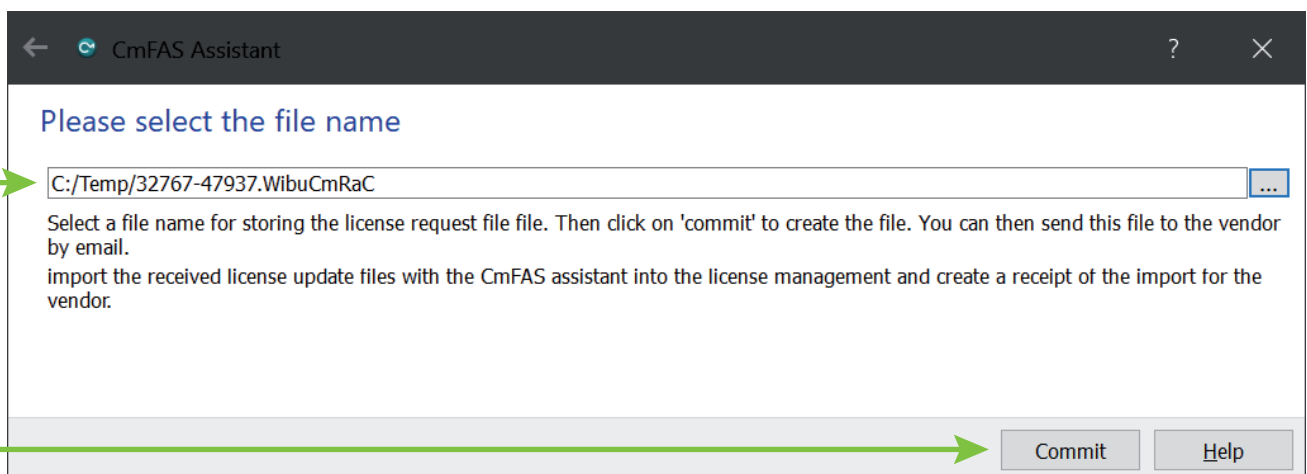 CmFAS Assistant
?
Please select the file name
C:/Temp/32767-47937.WibuCmRaC
...
Select a file name for storing the license request file file. Then click on 'commit' to create the file. You can then send this file to the vendor
by email.
import the received license update files with the CmFAS assistant into the license management and create a receipt of the import for the
vendor.
Commit
Help